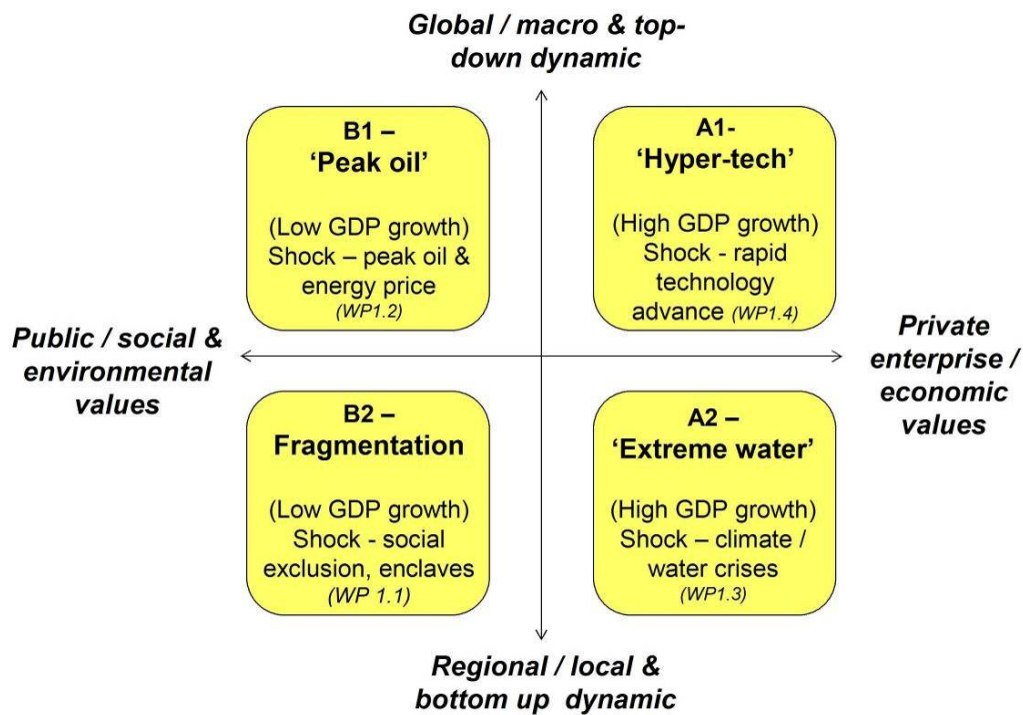 Global / macro & top-
down dynamic
B1 –
‘Peak oil’
(Low GDP growth)
Shock – peak oil &
energy price
(WP1.2)
A1-
‘Hyper-tech’
(High GDP growth)
Shock - rapid
technology
advance (WP1.4)
Public / social &
environmental
values
Private
enterprise /
economic
values
B2 –
Fragmentation
(Low GDP growth)
Shock - social
exclusion, enclaves
(WP 1.1)
A2 –
‘Extreme water’
(High GDP growth)
Shock – climate /
water crises
(WP1.3)
Regional / local &
bottom up  dynamic